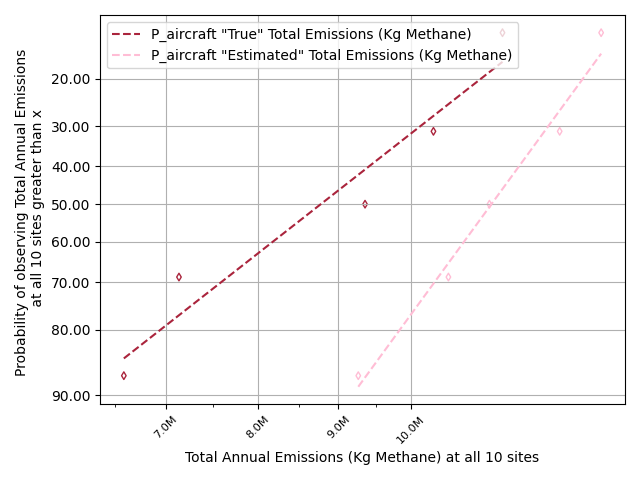 P_aircraft "True" Total Emissions (Kg Methane)
P_aircraft "Estimated" Total Emissions (Kg Methane)
Probability of observing Total Annual Emissions
at all 10 sites greater than x
20.00
30.00
40.00
50.00
60.00
70.00
80.00
90.00
7.0M
8.0M
9.0M
10.0M
Total Annual Emissions (Kg Methane) at all 10 sites